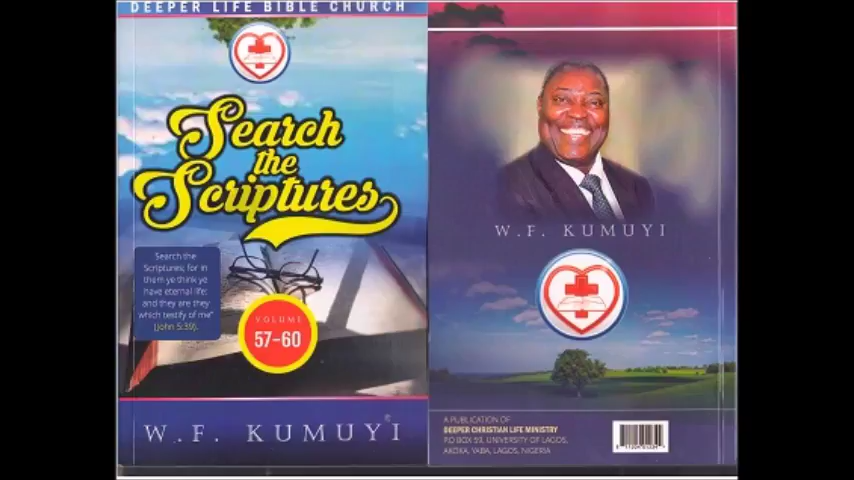 DEEPER LIFE BIBLE CHURCH
Search
the
Scriptures
Search the
Scriptures; for in
them ye think ye
have eternal life:
and they are they
which testify of me"
(John 5:39).
VOLUME
57-60
W. F. KUMUYI
W. F. KUMUYI
A PUBLICATION OF
DEEPER CHRISTIAN LIFE MINISTRY
P.O BOX 59, UNIVERSITY OF LAGOS,
AKOKA, YABA, LAGOS, NIGERIA